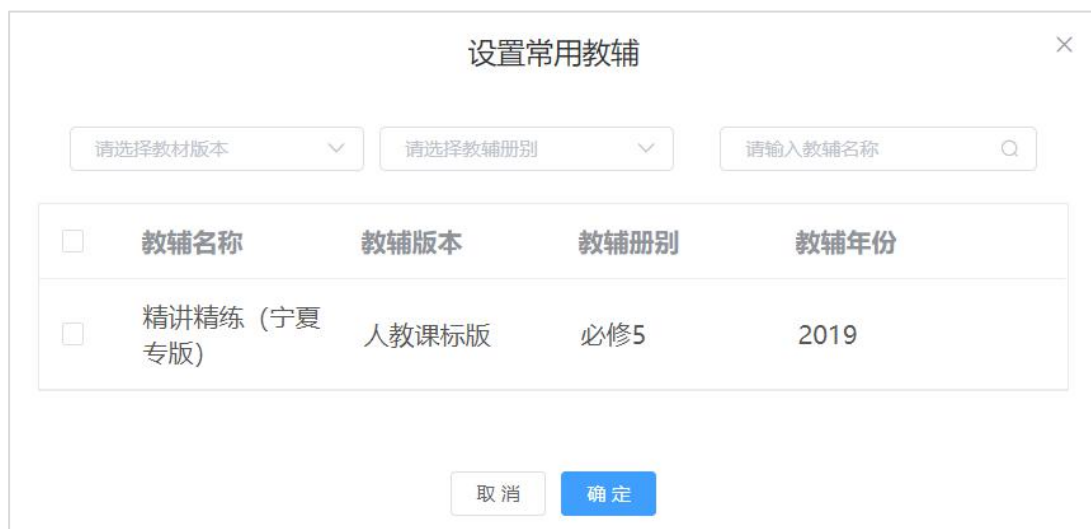 设置常用教辅
请选择教材版本 请选择教辅册别 请输入教辅名称
教辅名称 教辅版本 教辅册别 教辅年份
精讲精练（宁夏
专版） 人教课标版 必修5 2019
取 消 确 定